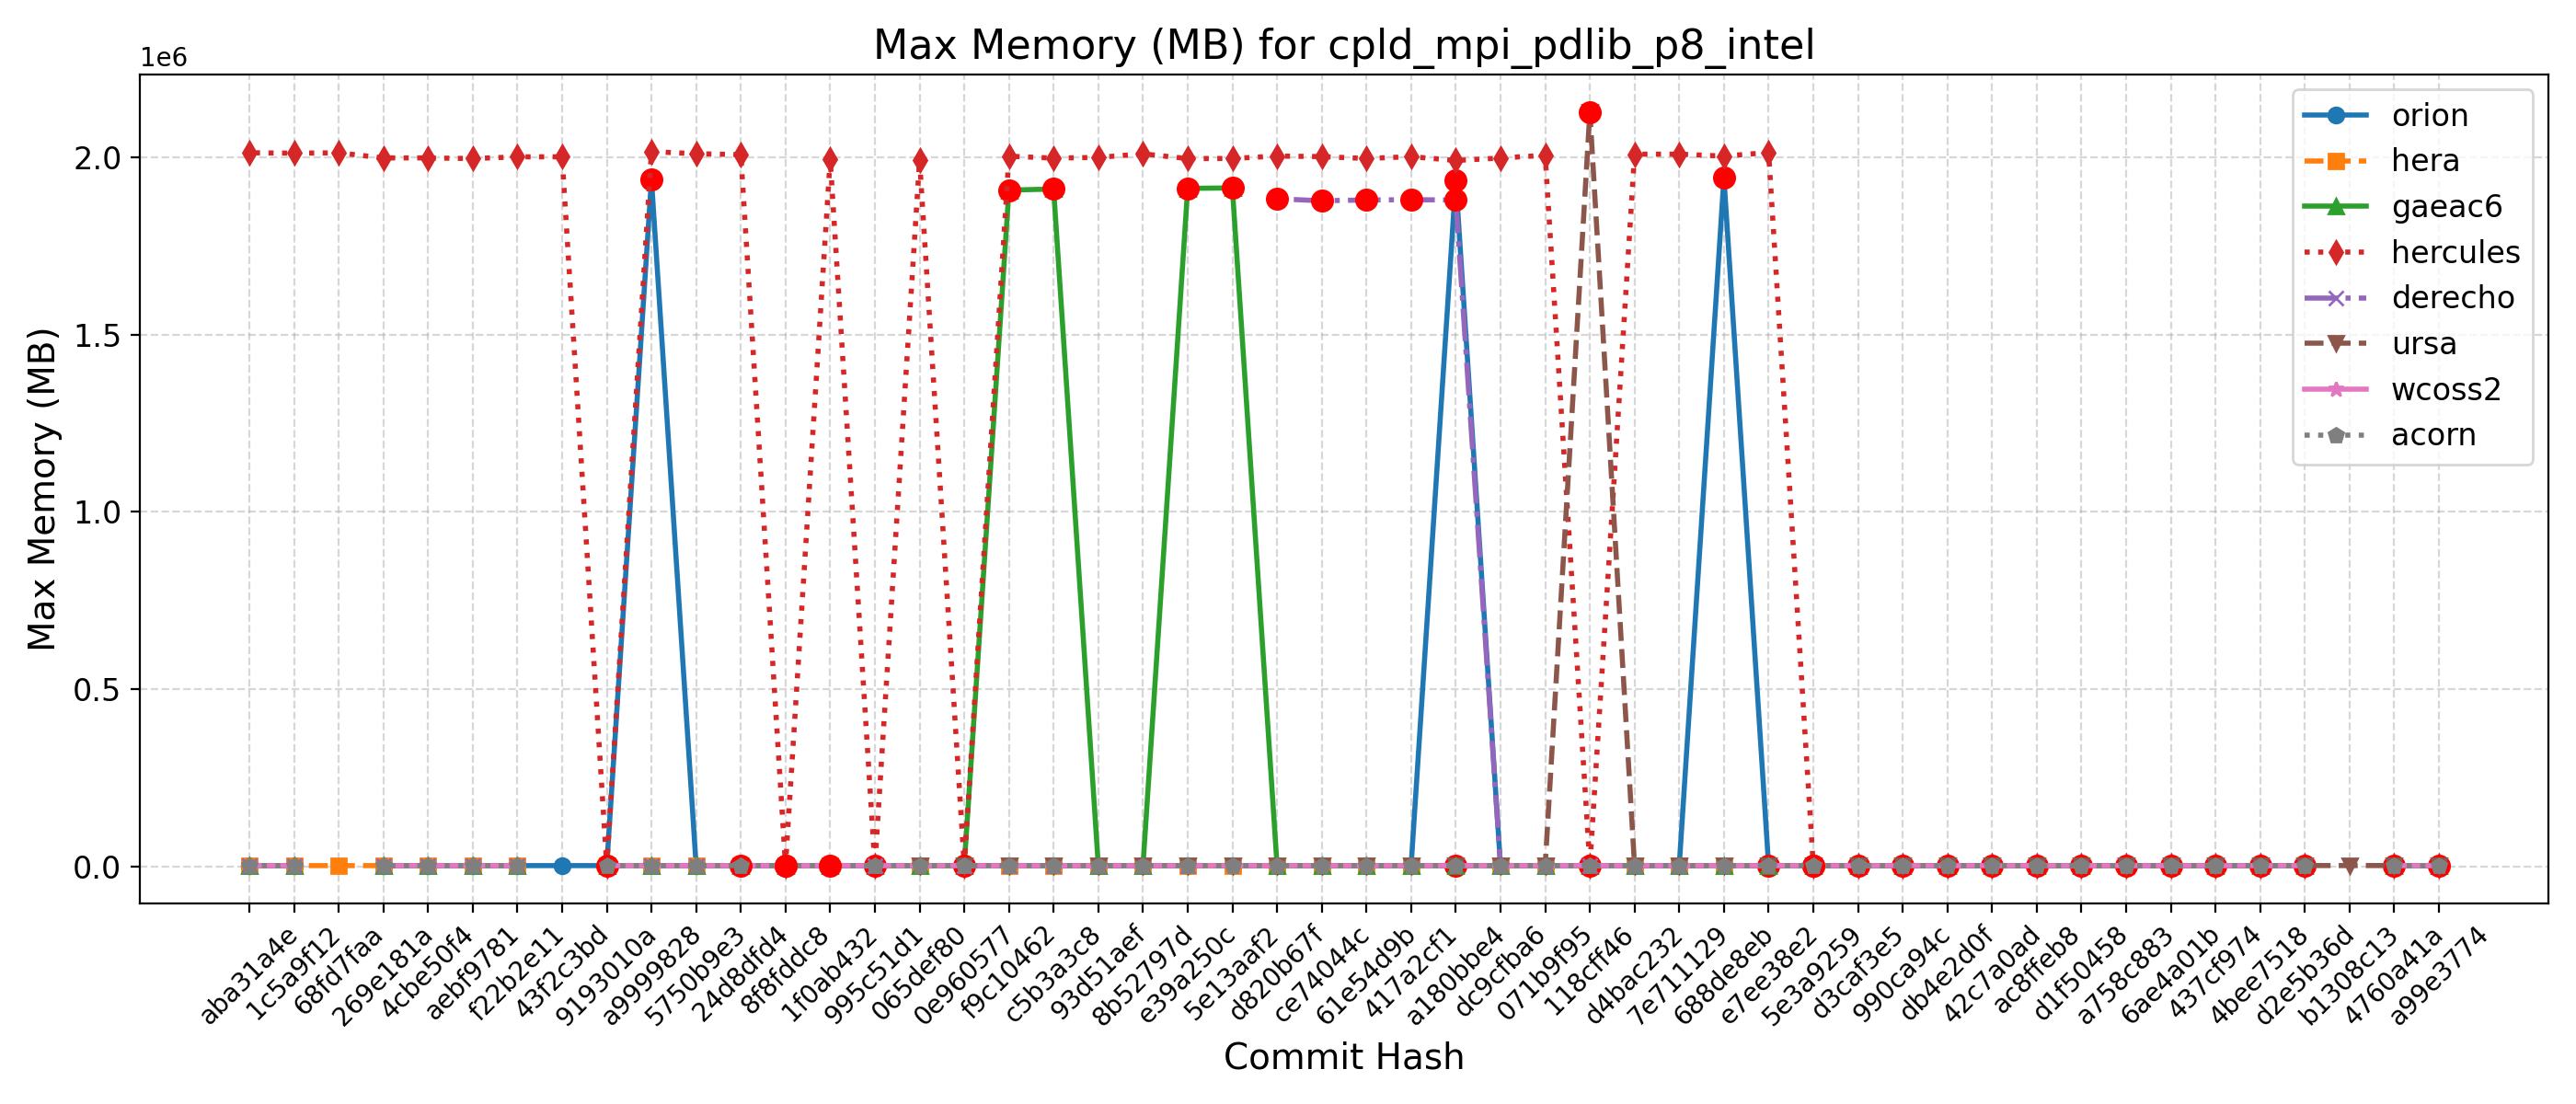 Max Memory (MB) for cpld_mpi_pdlib_p8_intel
1e6
2.0
1.5
1.0
0.5
0.0
Max Memory (MB)
orion
hera
gaeac6
hercules
derecho
ursa
wcoss2
acorn
aba31a4e
1c5a9f12
68fd7faa
269e181a
4cbe50f4
aebf9781
f22b2e11
43f2c3bd
9193010a
a9999828
5750b9e3
24d8dfd4
8f8fddc8
1f0ab432
995c51d1
065def80
0e960577
f9c10462
c5b3a3c8
93d51aef
8b52797d
e39a250c
5e13aaf2
d820b67f
ce74044c
61e54d9b
417a2cf1
a180bbe4
dc9cfba6
071b9f95
118cff46
d4bac232
7e711129
688de8eb
e7ee38e2
5e3a9259
d3caf3e5
990ca94c
db4e2d0f
42c7a0ad
ac8ffeb8
d1f50458
a758c883
6ae4a01b
437cf974
4bee7518
d2e5b36d
b1308c13
4760a41a
a99e3774
Commit Hash